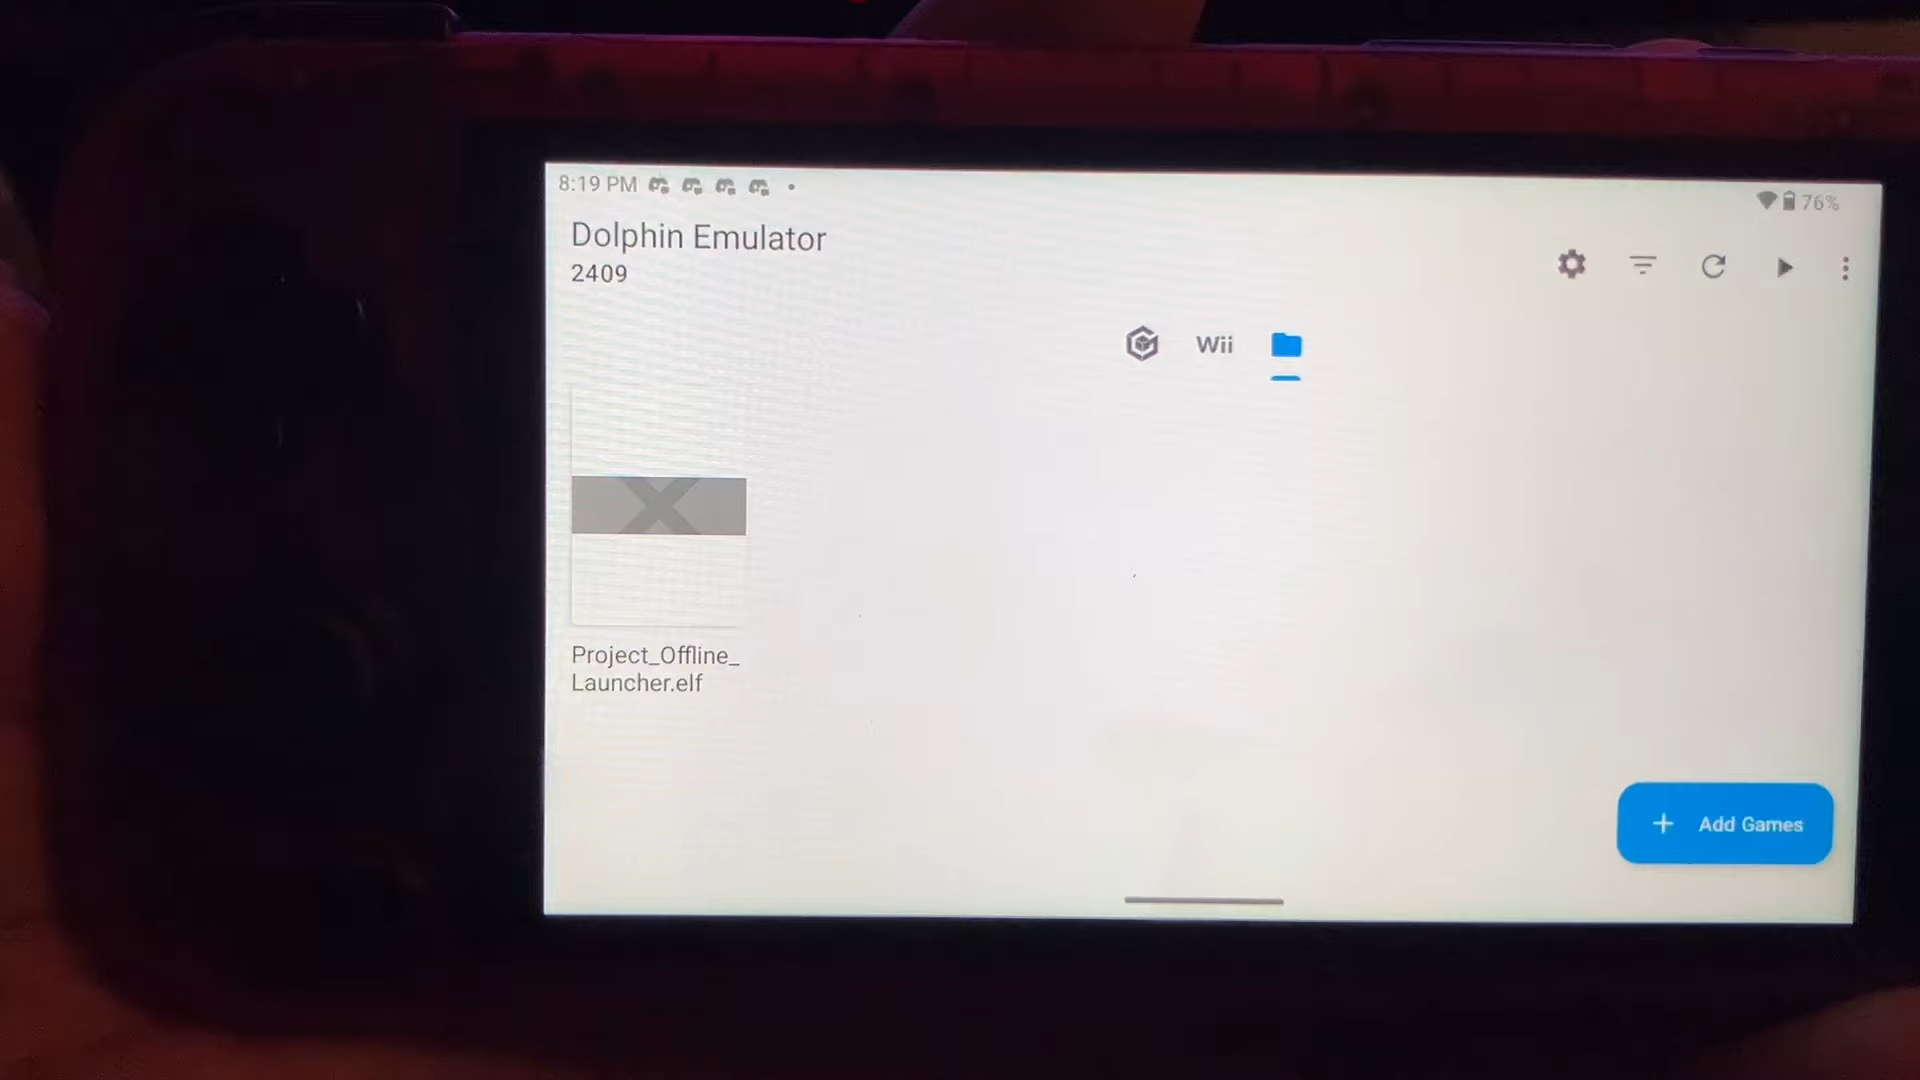 8:19 PM
76%
Dolphin Emulator
2409
Wii
Project_Offline_
Launcher.elf
+ Add Games